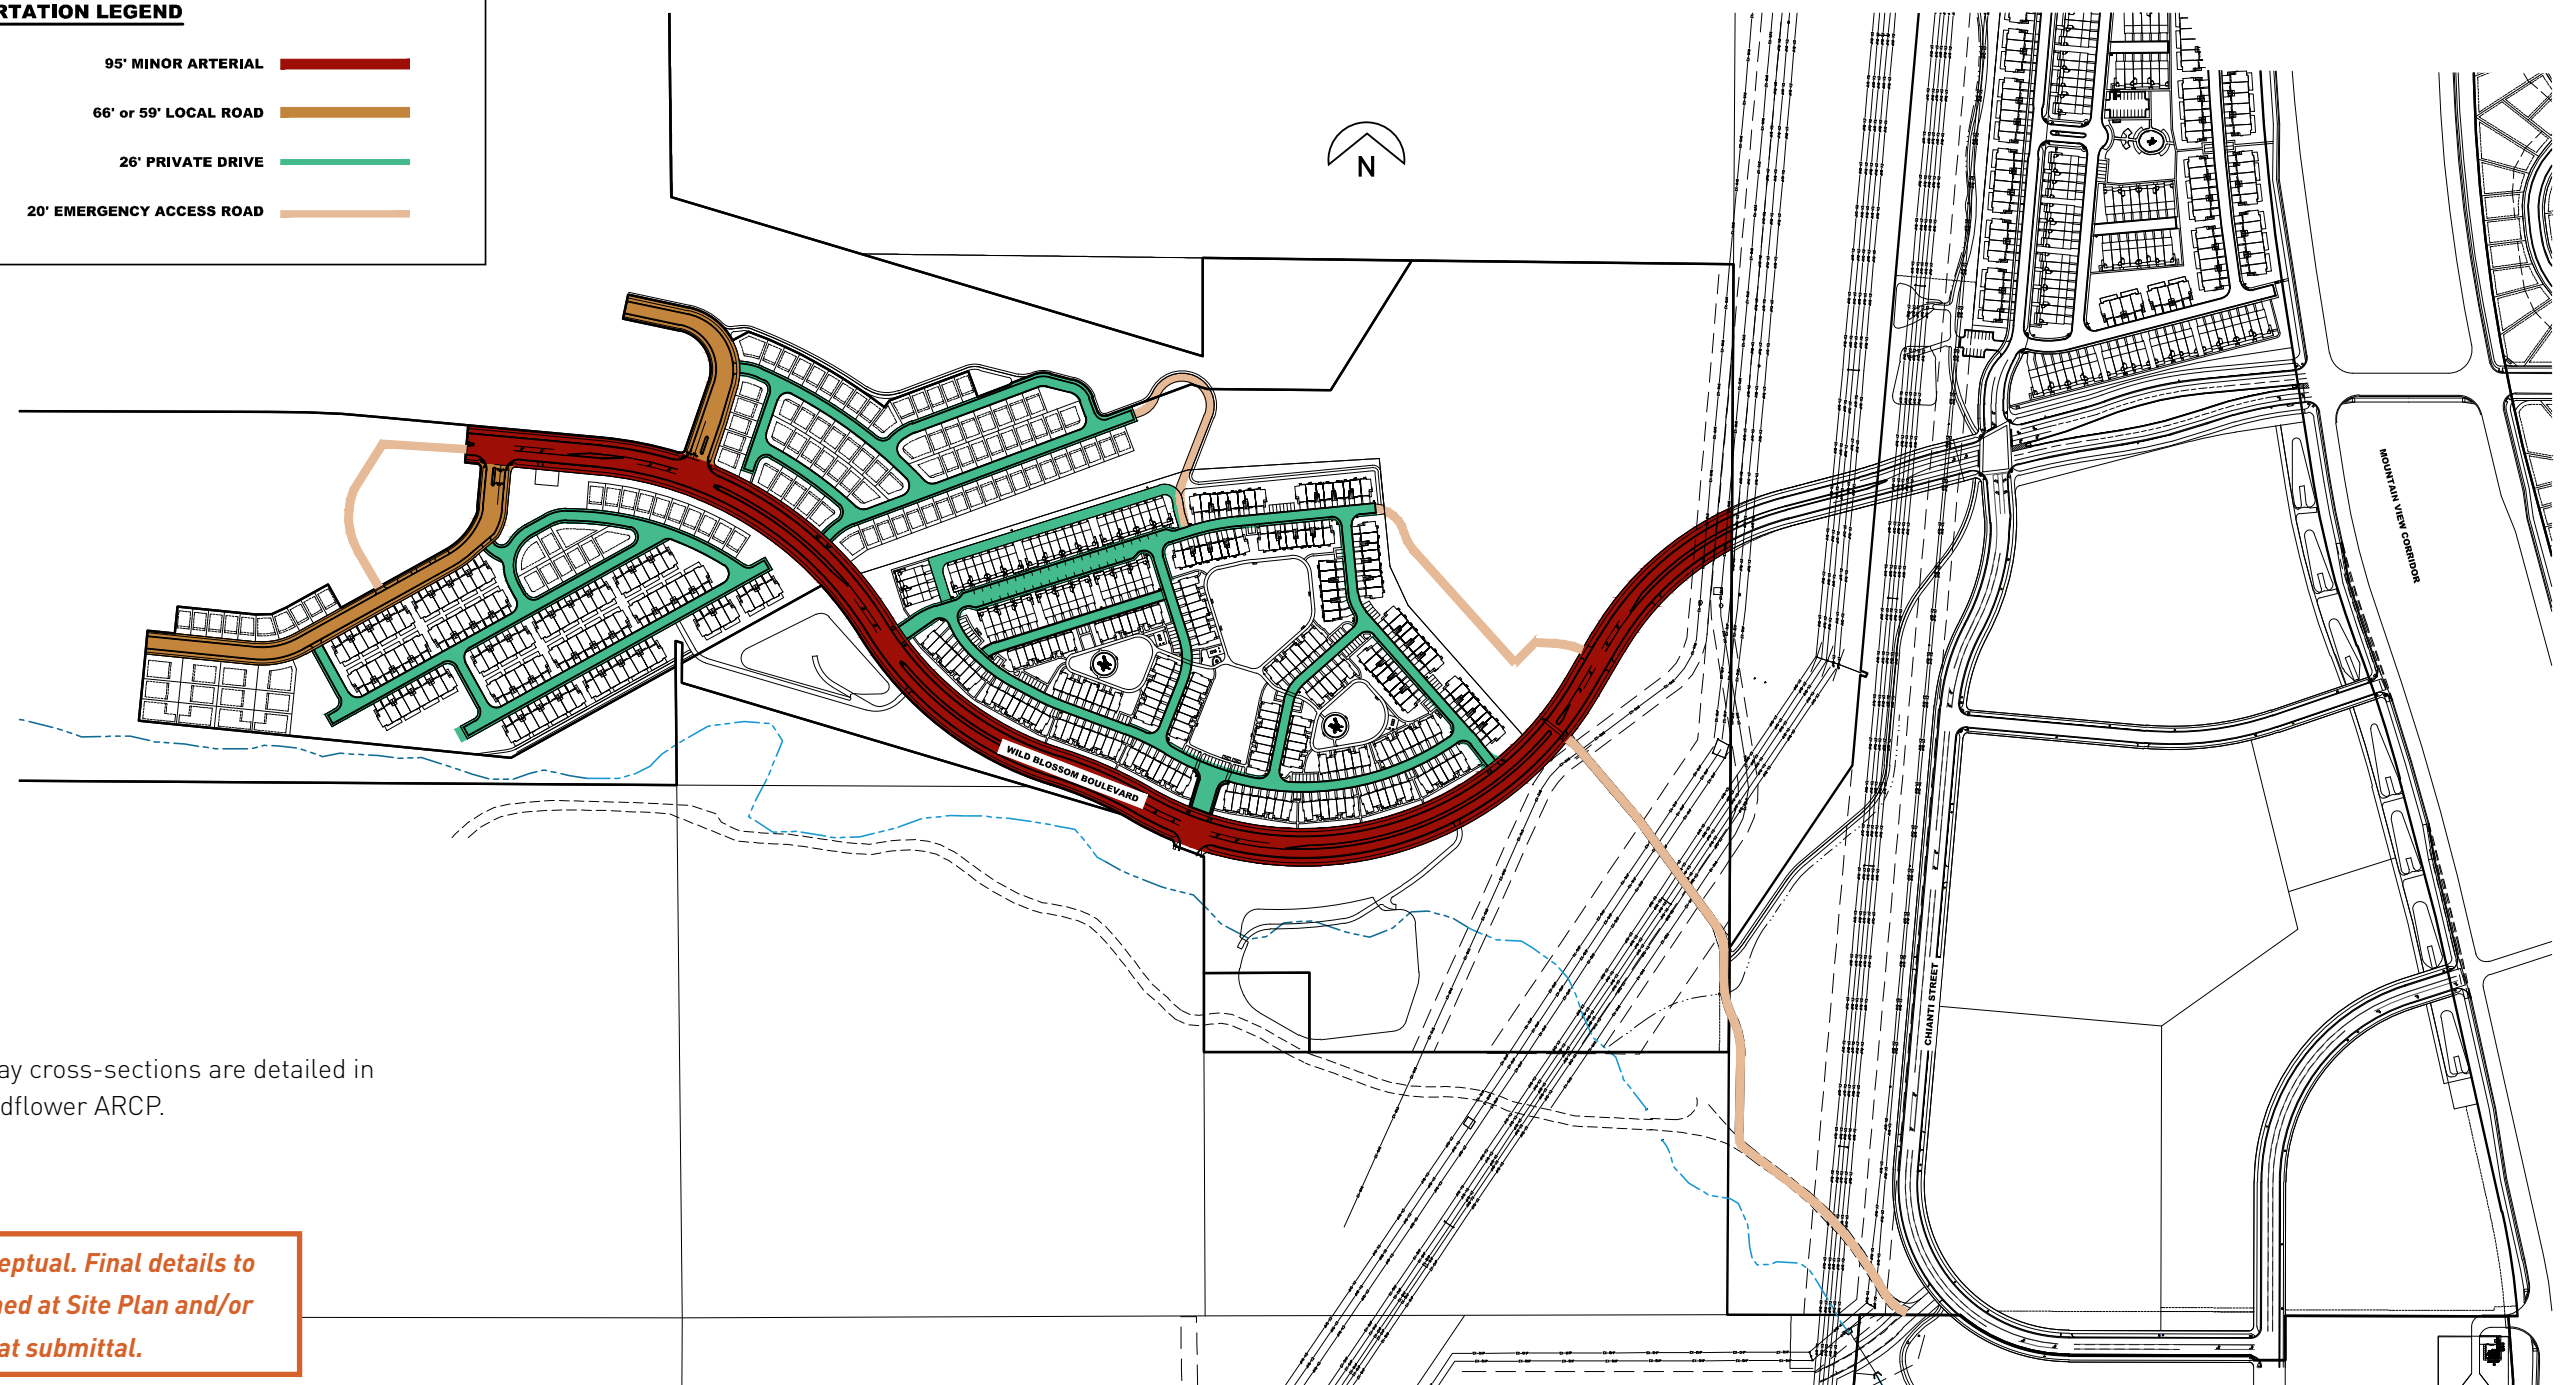 RTATION LEGEND
95' MINOR ARTERIAL
66' or 59' LOCAL ROAD
26' PRIVATE DRIVE
20' EMERGENCY ACCESS ROAD
N
MOUNTAIN VIEW CORRIDOR
WILD BLOSSOM BOULEVARD
CHIANTI STREET
ay cross-sections are detailed in
dflower ARCP.
eptual. Final details to
ned at Site Plan and/or
at submittal.